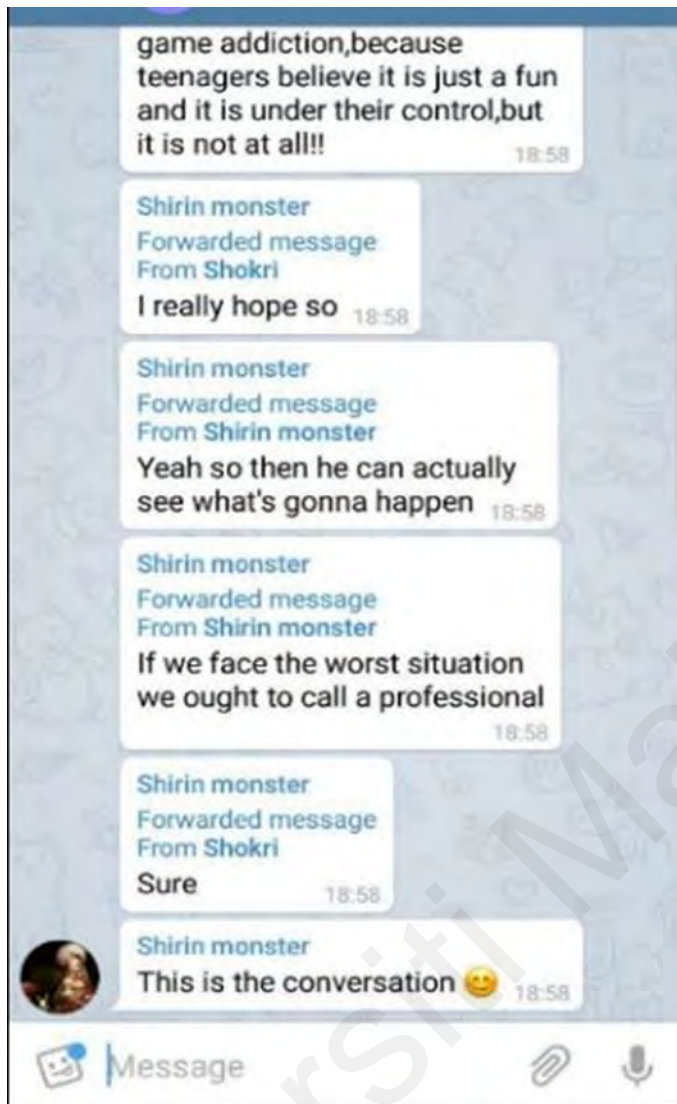 game addiction,because
teenagers believe it is just a fun
and it is under their control,but
it is not at all!!
18:58
Shirin monster
Forwarded message
From Shokri
I really hope so 18:58
Shirin monster
Forwarded message
From Shirin monster
Yeah so then he can actually
see what's gonna happen 18:58
Shirin monster
Forwarded message
From Shirin monster
If we face the worst situation
we ought to call a professional
18:58
Shirin monster
Forwarded message
From Shokri
Sure 18:58
Shirin monster
This is the conversation 😊 18:58
Message